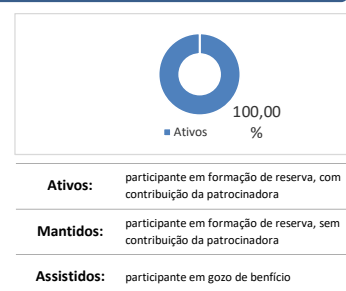 100,00
Ativos
%
Ativos:
participante em formação de reserva, com
contribuição da patrocinadora
Mantidos:
participante em formação de reserva, sem
contribuição da patrocinadora
Assistidos:
participante em gozo de benfício